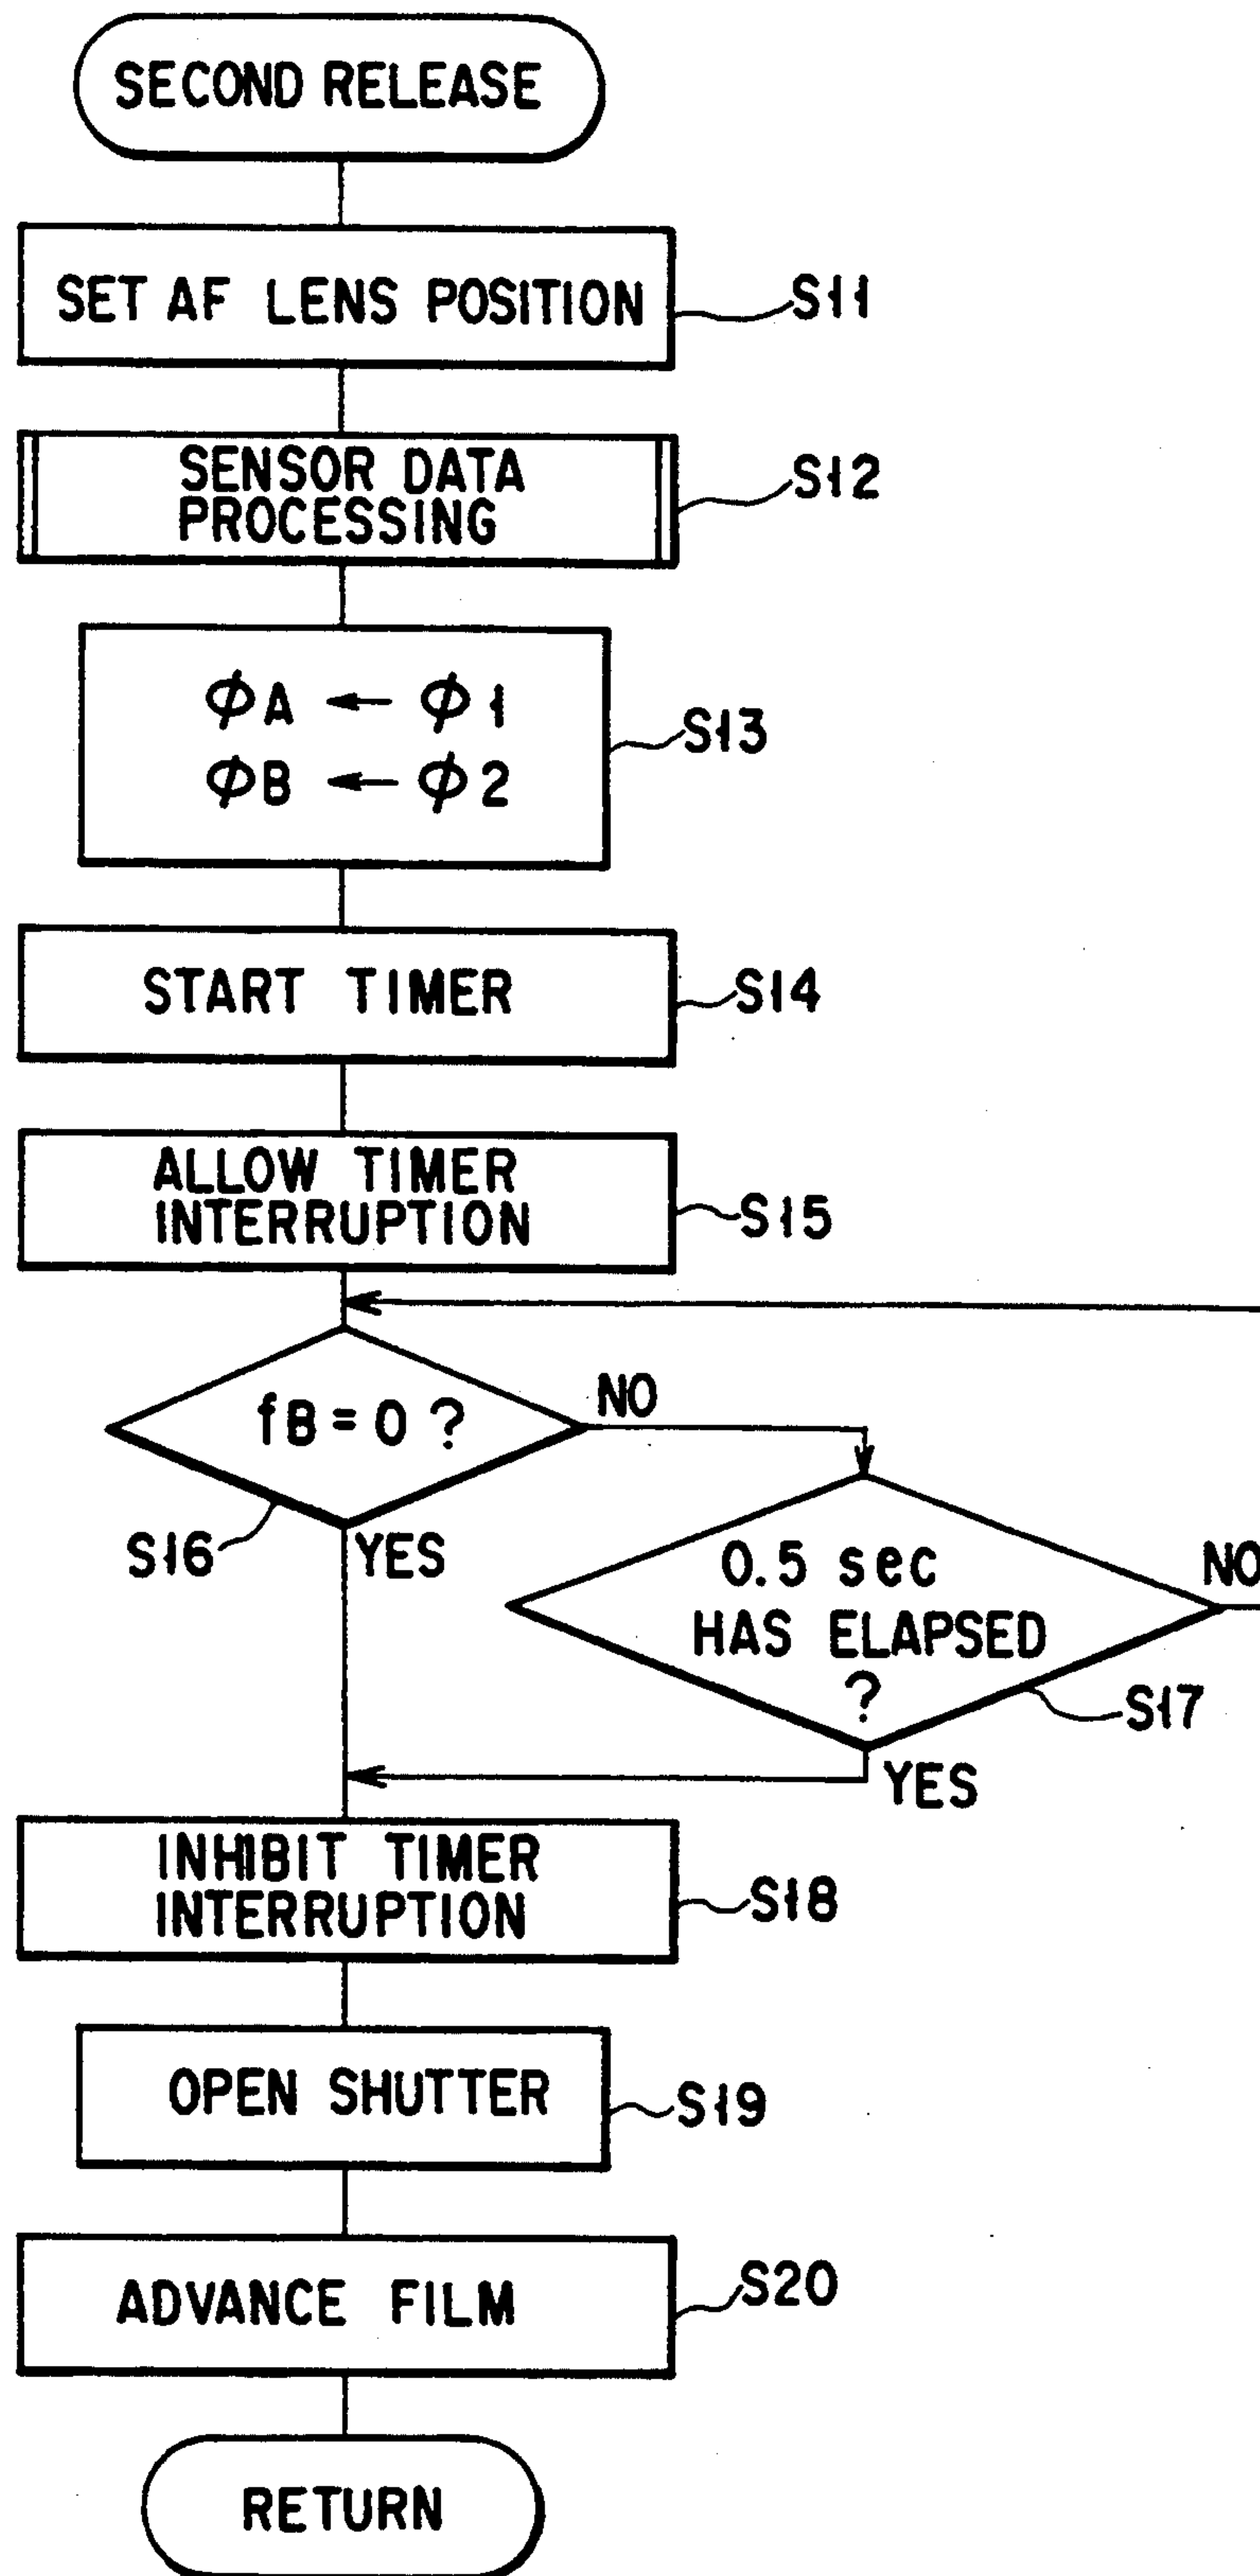 SECOND RELEASE
SET AF LENS POSITION
S11
SENSOR DATA
PROCESSING
S12
ϕA ← ϕ1
ϕB ← ϕ2
S13
START TIMER
S14
ALLOW TIMER
INTERRUPTION
S15
fB = 0 ?
NO
S16
YES
0.5 sec
HAS ELAPSED
?
NO
S17
YES
INHIBIT TIMER
INTERRUPTION
S18
OPEN SHUTTER
S19
ADVANCE FILM
S20
RETURN